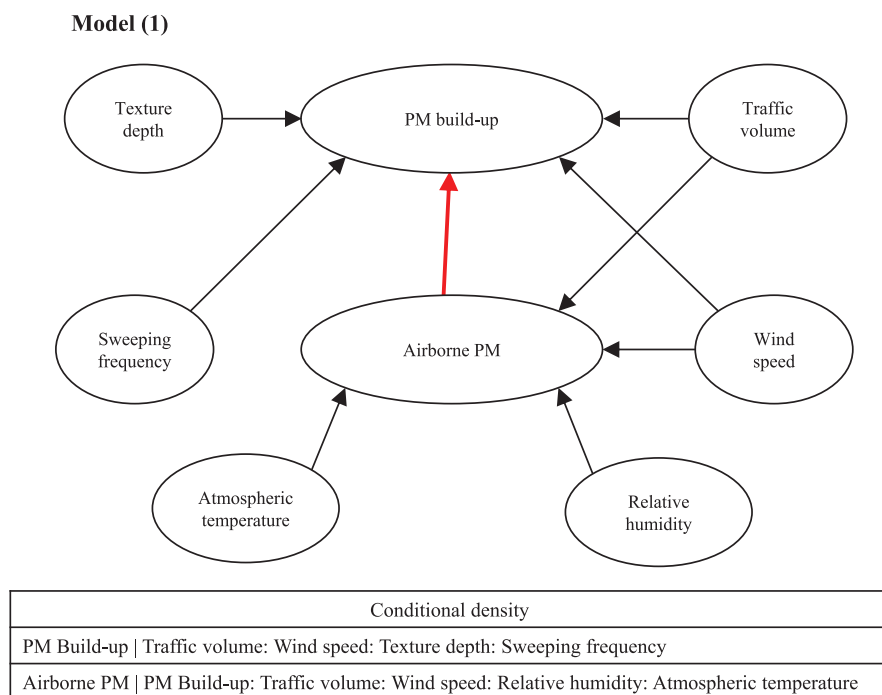 Model (1)
Texture
depth
PM build-up
Traffic
volume
Sweeping
frequency
Airborne PM
Wind
speed
Atmospheric
temperature
Relative
humidity
Conditional density
PM Build-up | Traffic volume: Wind speed: Texture depth: Sweeping frequency
Airborne PM | PM Build-up: Traffic volume: Wind speed: Relative humidity: Atmospheric temperature